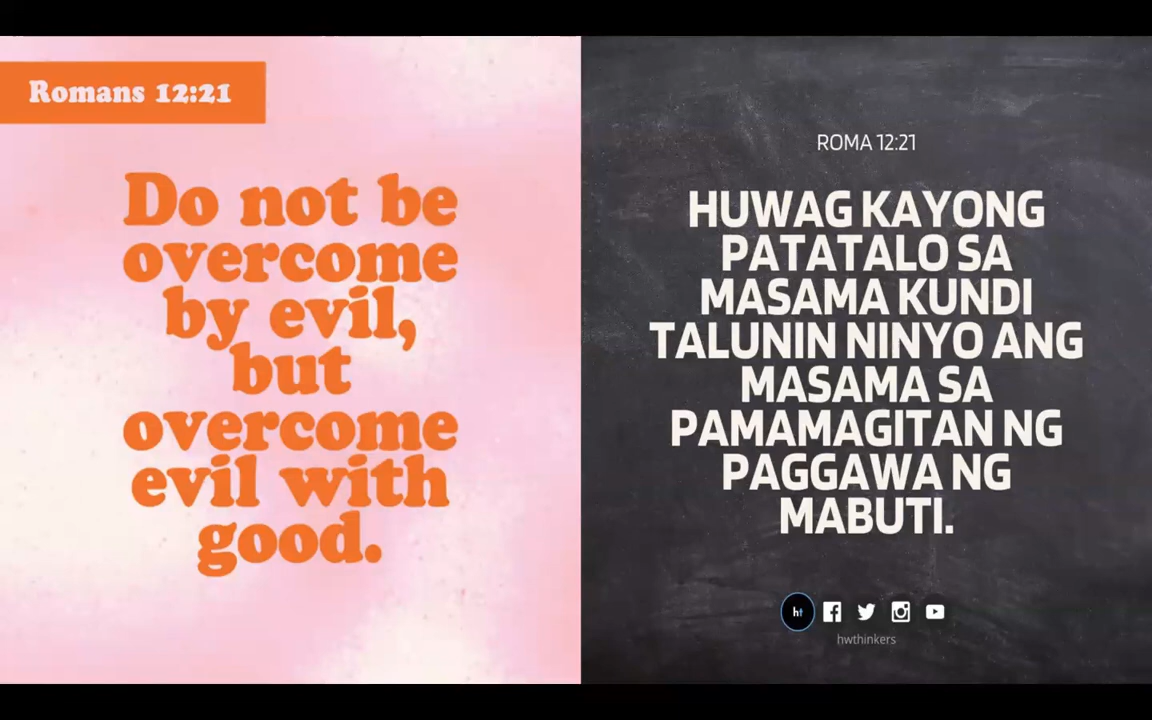 Romans 12:21
Do not be
overcome
by evil,
but
overcome
evil with
good.
ROMA 12:21
HUWAG KAYONG
PATATALO SA
MASAMA KUNDI
TALUNIN NINYO ANG
MASAMA SA
PAMAMAGITAN NG
PAGGAWA NG
MABUTI.
ht
hwthinkers